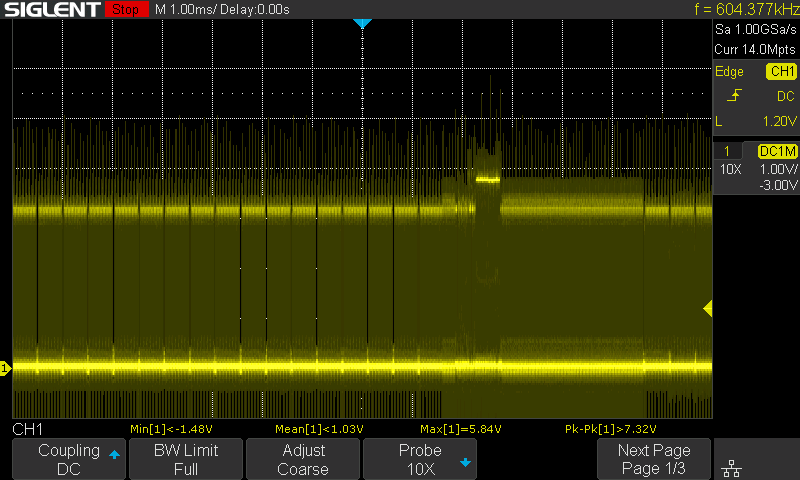 SIGLENT Stop M 1.00ms/ Delay:0.00s f = 604.377kHz
Sa 1.00GSa/s
Curr 14.0Mpts
Edge CH1
DC
L 1.20V
1 DC1M
10X 1.00V/
-3.00V
1
CH1 Min[1]<-1.48V Mean[1]<1.03V Max[1]=5.84V Pk-Pk[1]>7.32V
Coupling BW Limit Adjust Probe Next Page
DC Full Coarse 10X Page 1/3